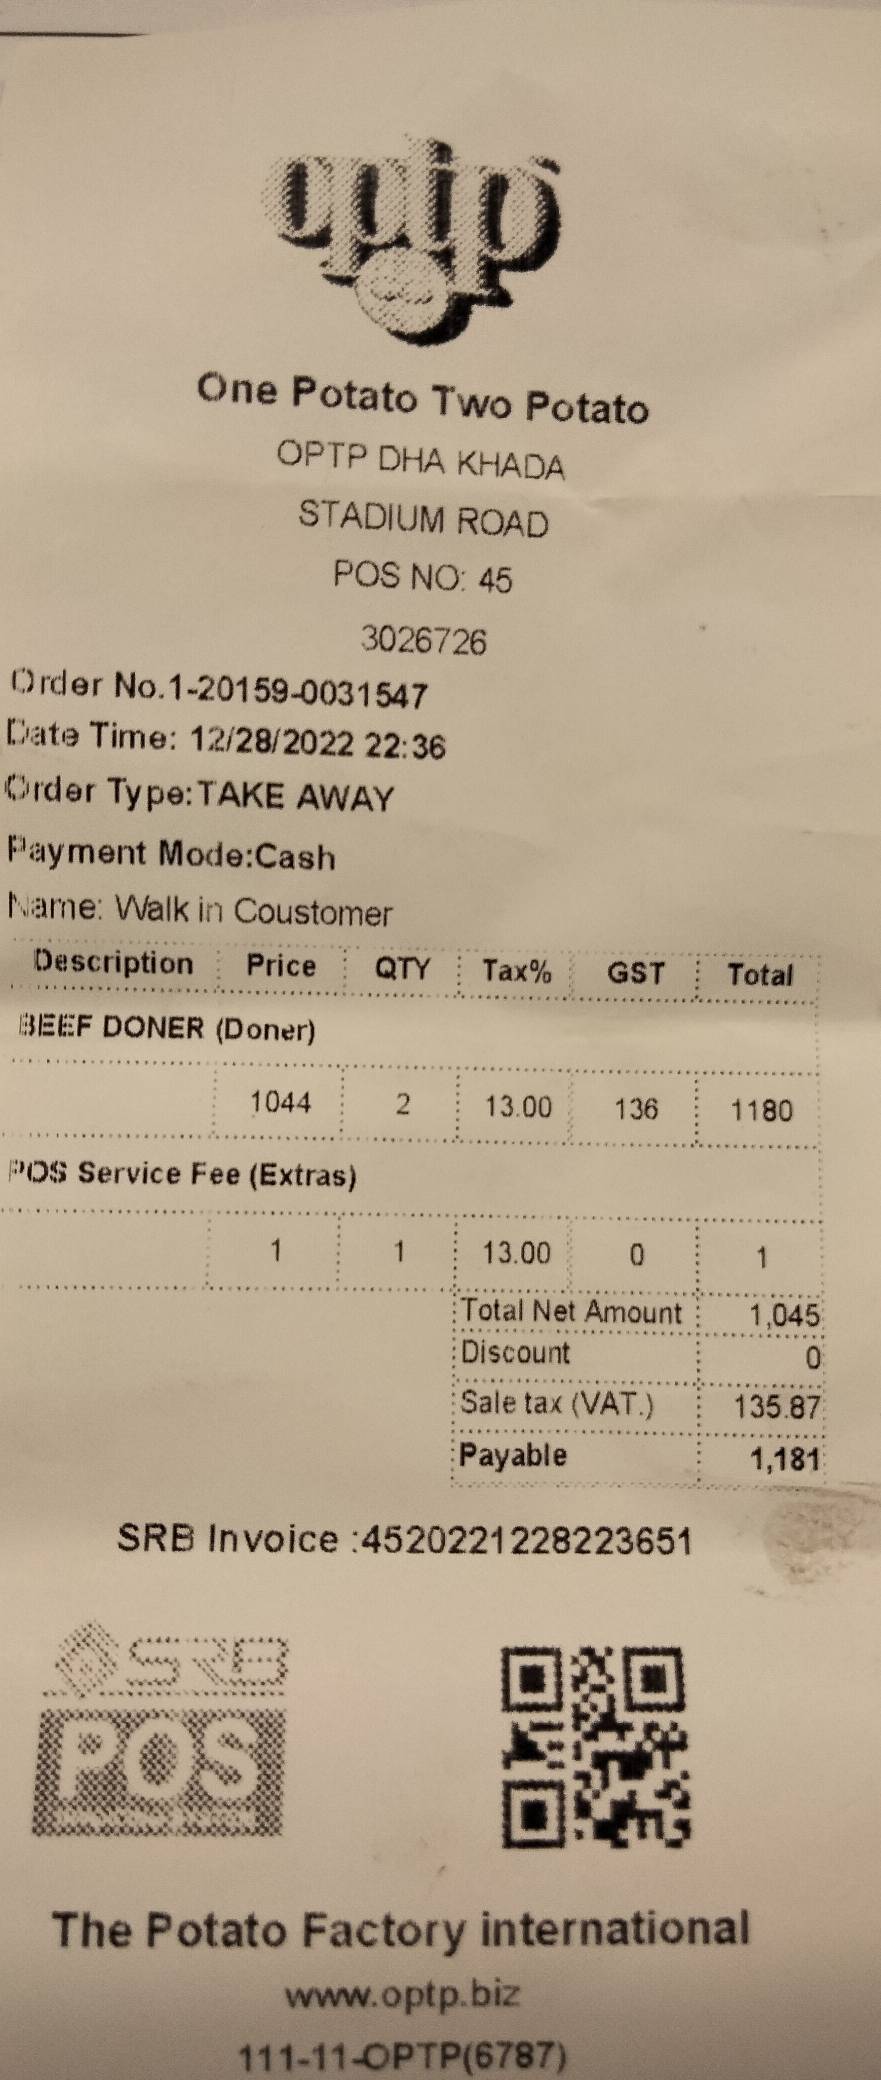 optp
One Potato Two Potato
OPTP DHA KHADA
STADIUM ROAD
POS NO: 45
3026726
Order No.1-20159-0031547
Date Time: 12/28/2022 22:36
Order Type:TAKE AWAY
Payment Mode:Cash
Name: Walk in Coustomer
Description Price QTY Tax% GST Total
BEEF DONER (Doner)
1044 2 13.00 136 1180
POS Service Fee (Extras)
1 1 13.00 0 1
Total Net Amount 1,045
Discount 0
Sale tax (VAT.) 135.87
Payable 1,181
SRB Invoice :4520221228223651
SRB
POS
The Potato Factory international
www.optp.biz
111-11-OPTP(6787)